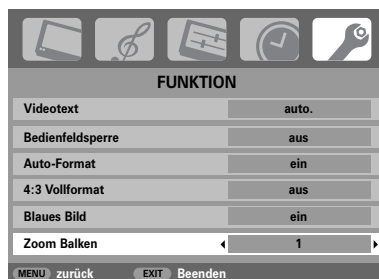 FUNKTION
Videotext auto.
Bedienfeldsperre aus
Auto-Format ein
4:3 Vollformat aus
Blaues Bild ein
Zoom Balken 1
MENU zurück EXIT Beenden